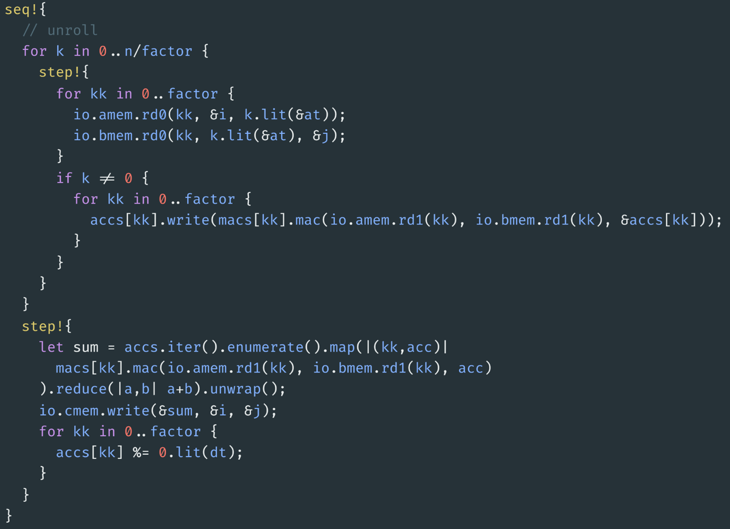 seq!{
  // unroll
  for k in 0..n/factor {
    step!{
      for kk in 0..factor {
        io.amem.rd0(kk, &i, k.lit(&at));
        io.bmem.rd0(kk, k.lit(&at), &j);
      }
      if k != 0 {
        for kk in 0..factor {
          accs[kk].write(macs[kk].mac(io.amem.rd1(kk), io.bmem.rd1(kk), &accs[kk]));
        }
      }
    }
  }
  step!{
    let sum = accs.iter().enumerate().map(|(kk,acc)|
      macs[kk].mac(io.amem.rd1(kk), io.bmem.rd1(kk), acc)
    ).reduce(|a,b| a+b).unwrap();
    io.cmem.write(&sum, &i, &j);
    for kk in 0..factor {
      accs[kk] %= 0.lit(dt);
    }
  }
}